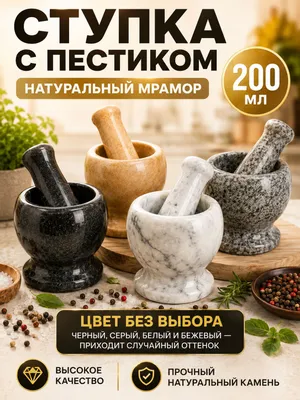 СТУПКА
С ПЕСТИКОМ
НАТУРАЛЬНЫЙ МРАМОР
200
МЛ
ЦВЕТ БЕЗ ВЫБОРА
ЧЕРНЫЙ, СЕРЫЙ, БЕЛЫЙ И БЕЖЕВЫЙ —
ПРИХОДИТ СЛУЧАЙНЫЙ ОТТЕНОК
ВЫСОКОЕ
КАЧЕСТВО
ПРОЧНЫЙ
НАТУРАЛЬНЫЙ КАМЕНЬ